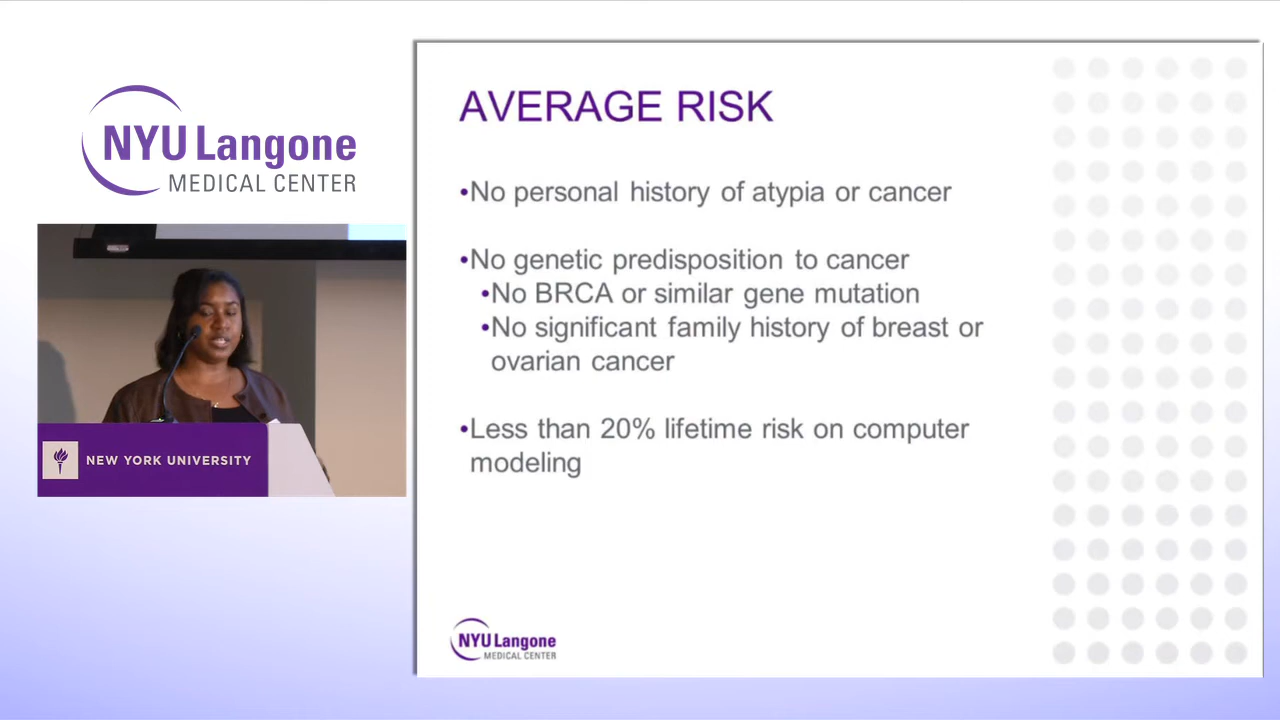 NYU Langone
MEDICAL CENTER
NEW YORK UNIVERSITY
AVERAGE RISK
•No personal history of atypia or cancer
•No genetic predisposition to cancer
•No BRCA or similar gene mutation
•No significant family history of breast or
ovarian cancer
•Less than 20% lifetime risk on computer
modeling
NYU Langone
MEDICAL CENTER